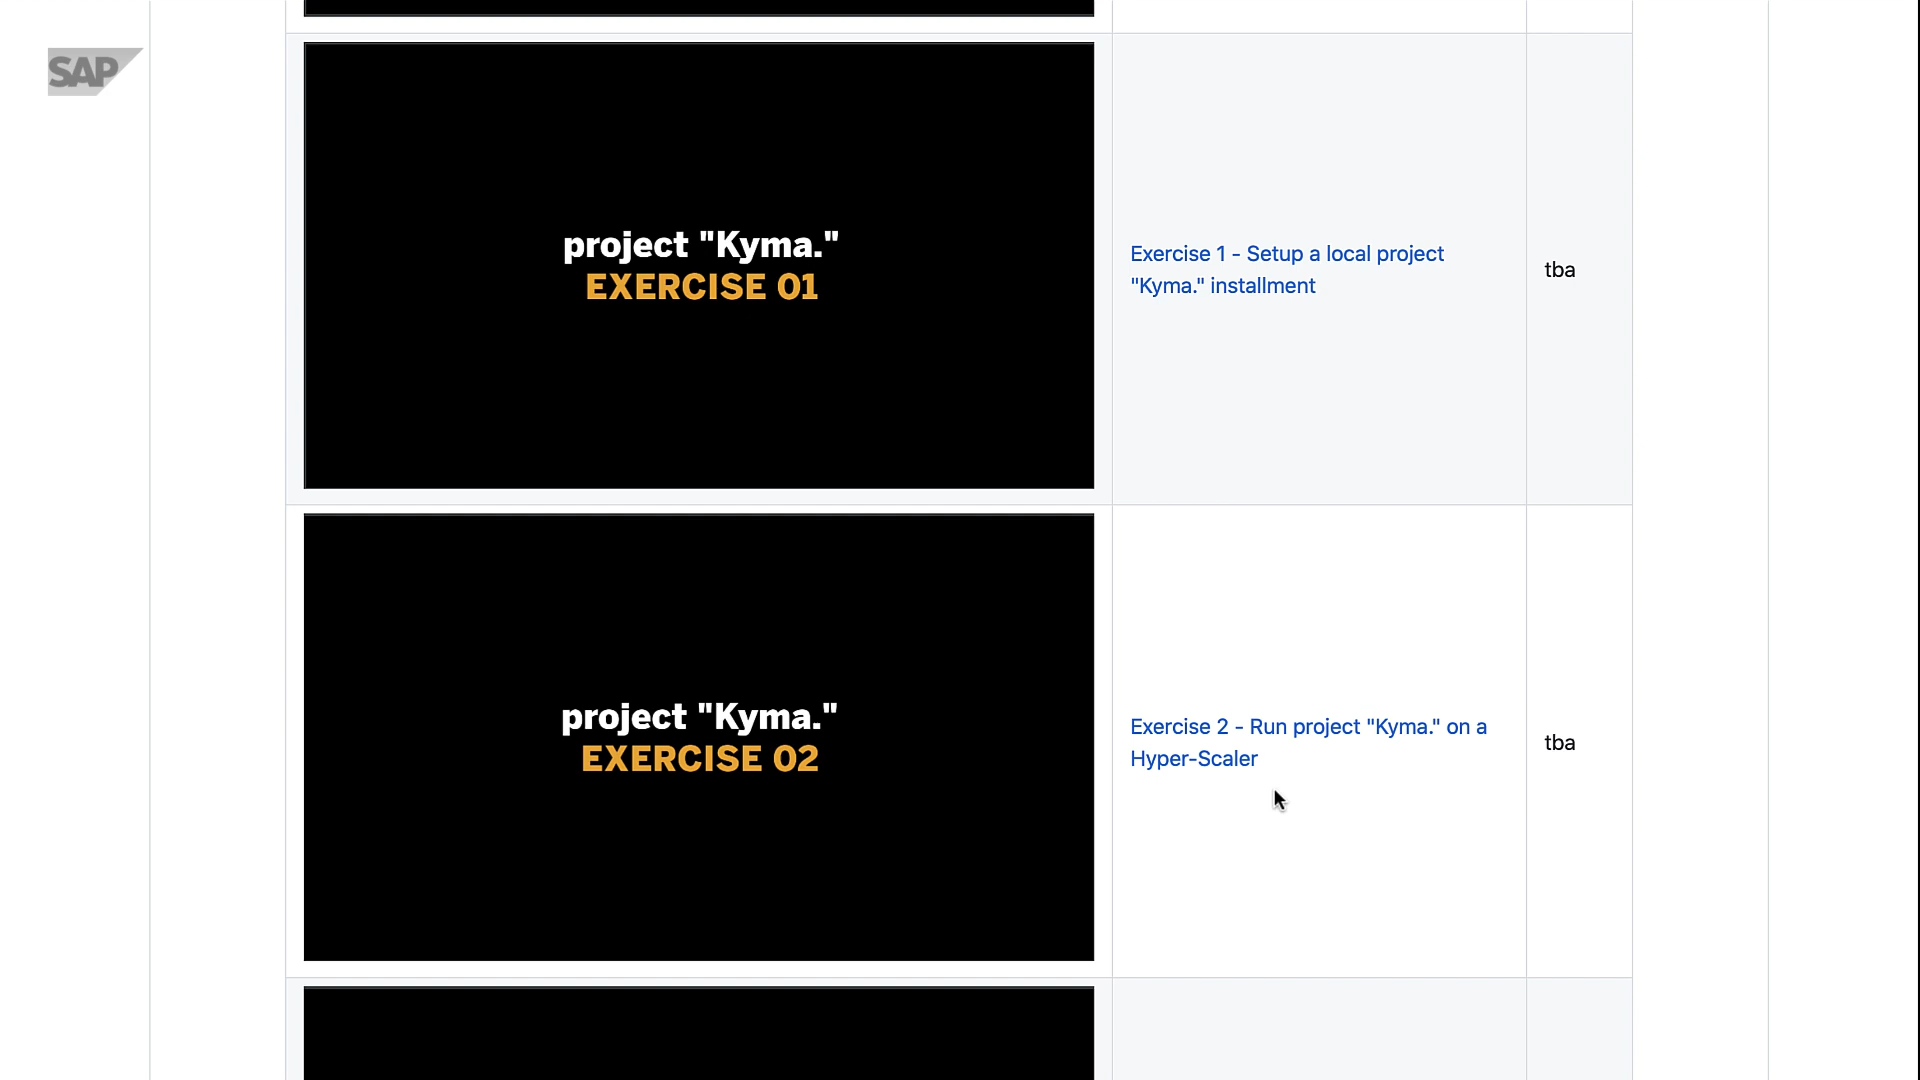 SAP
project "Kyma."
EXERCISE 01
Exercise 1 - Setup a local project
"Kyma." installment
tba
project "Kyma."
EXERCISE 02
Exercise 2 - Run project "Kyma." on a
Hyper-Scaler
tba